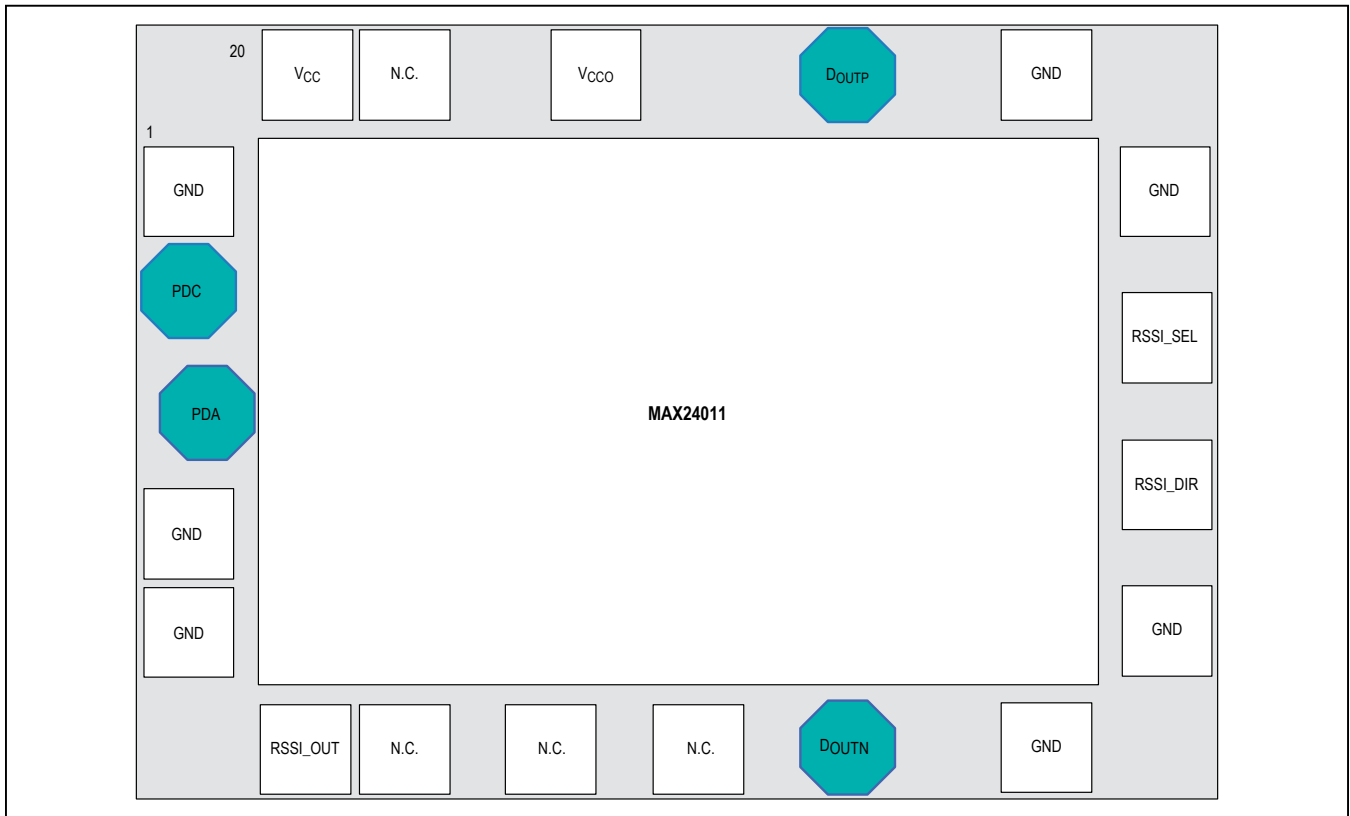 20
VCC
N.C.
VCCO
DOUTP
GND
1
GND
GND
PDC
RSSI_SEL
PDA
MAX24011
RSSI_DIR
GND
GND
GND
RSSI_OUT
N.C.
N.C.
N.C.
DOUTN
GND